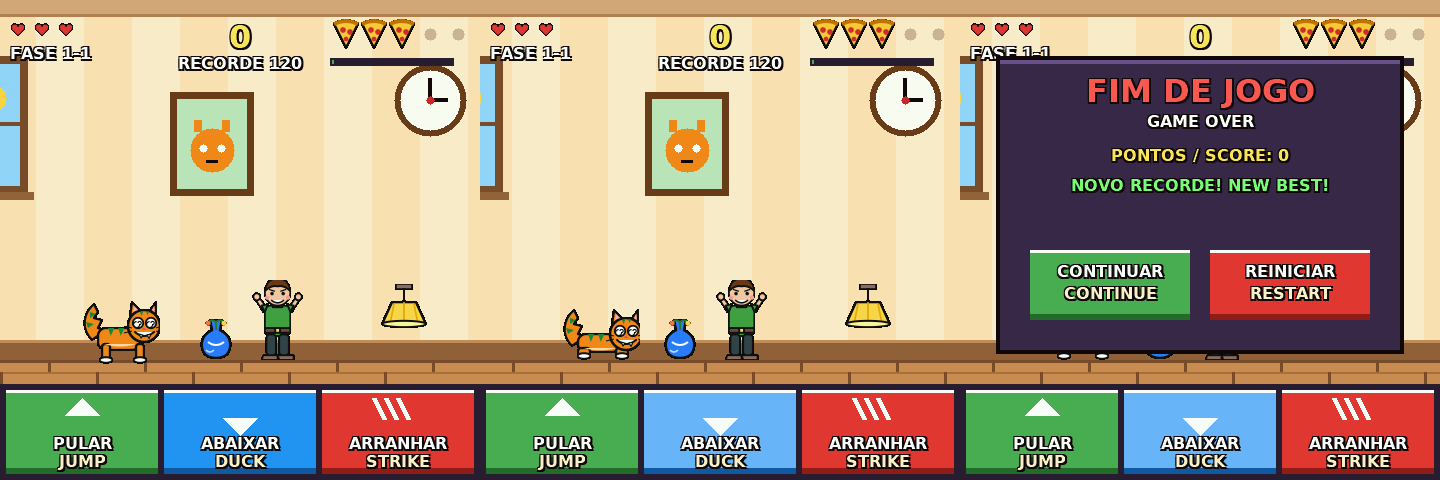 0
FASE 1-1
RECORDE 120
PULAR
JUMP
ABAIXAR
DUCK
ARRANHAR
STRIKE
0
FASE 1-1
RECORDE 120
PULAR
JUMP
ABAIXAR
DUCK
ARRANHAR
STRIKE
0
FASE 1-1
FIM DE JOGO
GAME OVER
PONTOS / SCORE: 0
NOVO RECORDE! NEW BEST!
CONTINUAR
CONTINUE
REINICIAR
RESTART
PULAR
JUMP
ABAIXAR
DUCK
ARRANHAR
STRIKE